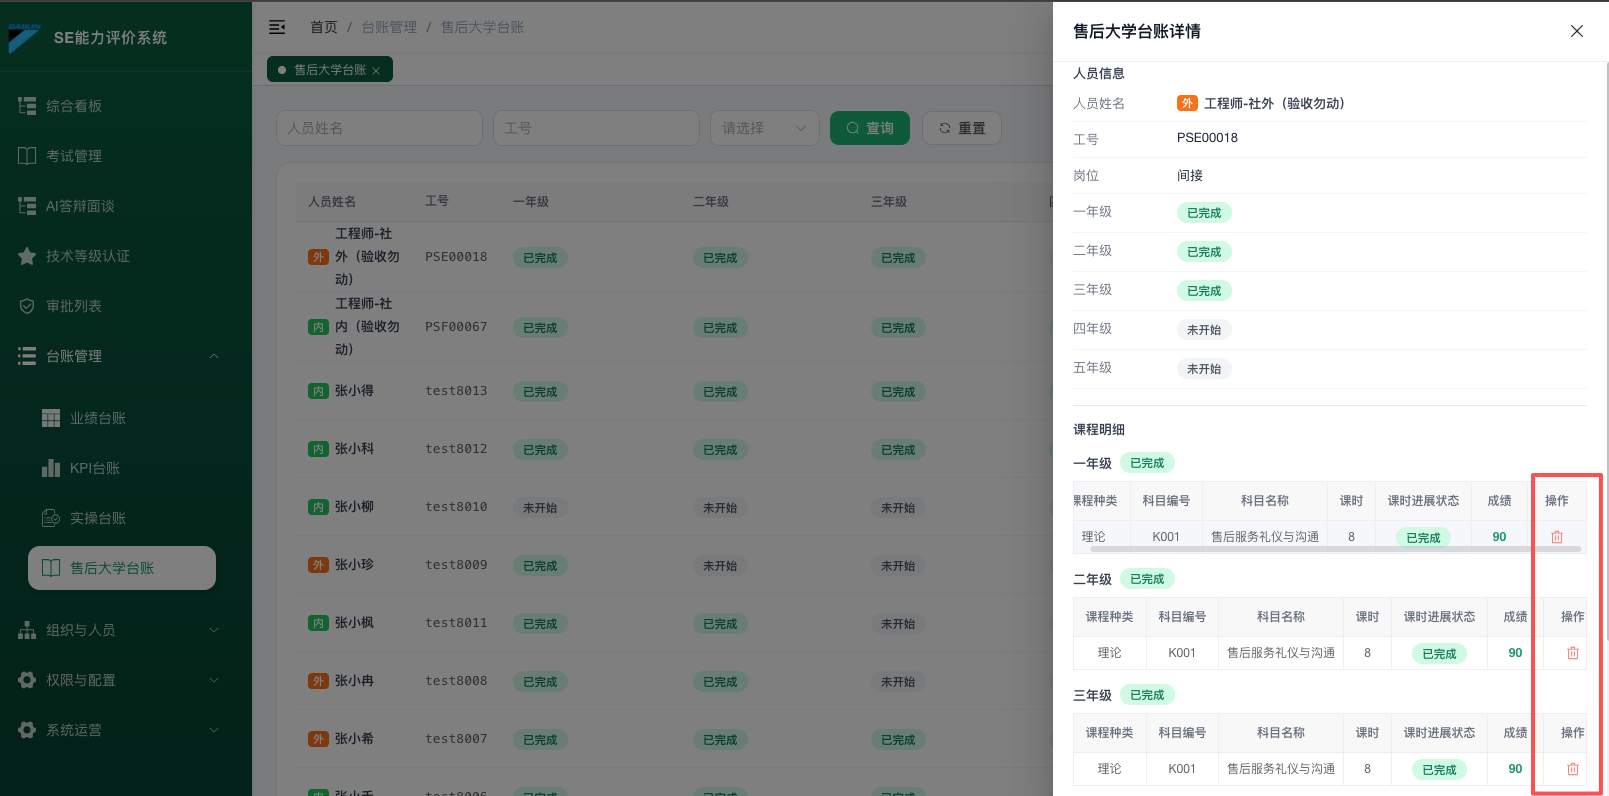 DAIKIN
SE能力评价系统
综合看板
考试管理
AI答辩面谈
技术等级认证
审批列表
台账管理
业绩台账
KPI台账
实操台账
售后大学台账
组织与人员
权限与配置
系统运营
首页 / 台账管理 / 售后大学台账
售后大学台账
人员姓名 工号 请选择 查询 重置
人员姓名 工号 一年级 二年级 三年级
外 工程师-社外（验收勿动） PSE00018 已完成 已完成 已完成
内 工程师-社内（验收勿动） PSF00067 已完成 已完成 已完成
内 张小得 test8013 已完成 已完成 已完成
内 张小科 test8012 已完成 已完成 已完成
内 张小柳 test8010 未开始 未开始 未开始
外 张小珍 test8009 已完成 未开始 未开始
内 张小枫 test8011 已完成 已完成 未开始
外 张小冉 test8008 已完成 已完成 未开始
外 张小希 test8007 已完成 已完成 已完成
售后大学台账详情
人员信息
人员姓名 外 工程师-社外（验收勿动）
工号 PSE00018
岗位 间接
一年级 已完成
二年级 已完成
三年级 已完成
四年级 未开始
五年级 未开始
课程明细
一年级 已完成
课程种类 科目编号 科目名称 课时 课时进展状态 成绩 操作
理论 K001 售后服务礼仪与沟通 8 已完成 90
二年级 已完成
课程种类 科目编号 科目名称 课时 课时进展状态 成绩 操作
理论 K001 售后服务礼仪与沟通 8 已完成 90
三年级 已完成
课程种类 科目编号 科目名称 课时 课时进展状态 成绩 操作
理论 K001 售后服务礼仪与沟通 8 已完成 90